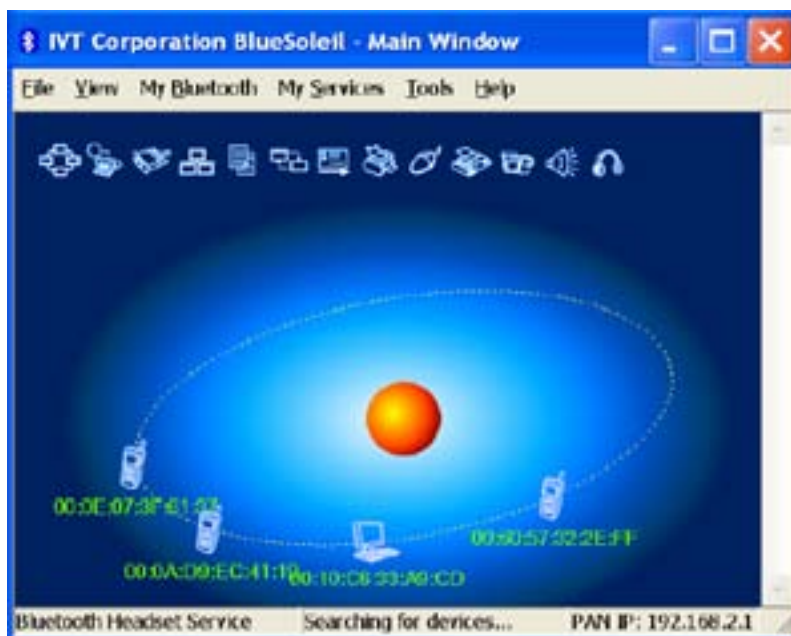 IVT Corporation BlueSoleil - Main Window
File View My Bluetooth My Services Tools Help
00:0A:D9:EC:41:19
00:10:C6:33:A9:CD
00:60:57:32:2E:FF
Bluetooth Headset Service Searching for devices... PAN IP: 192.168.2.1